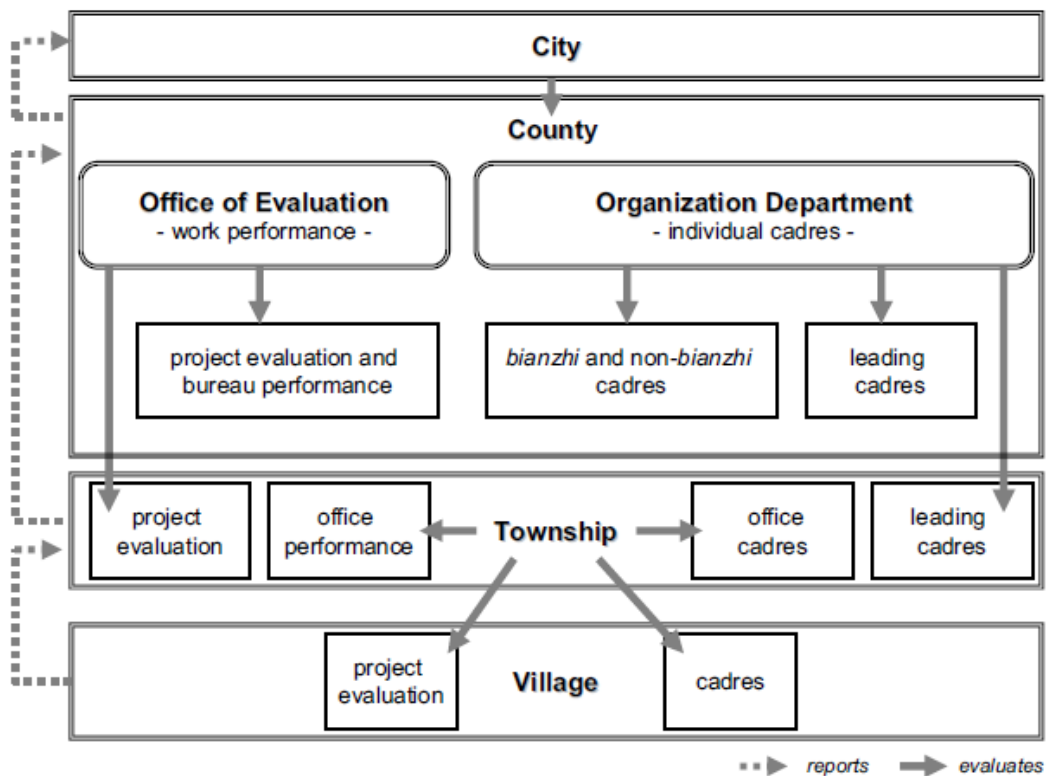 City
County
Office of Evaluation
- work performance -
Organization Department
- individual cadres -
project evaluation and
bureau performance
bianzhi and non-bianzhi
cadres
leading
cadres
project
evaluation
office
performance
Township
office
cadres
leading
cadres
project
evaluation
Village
cadres
reports
evaluates